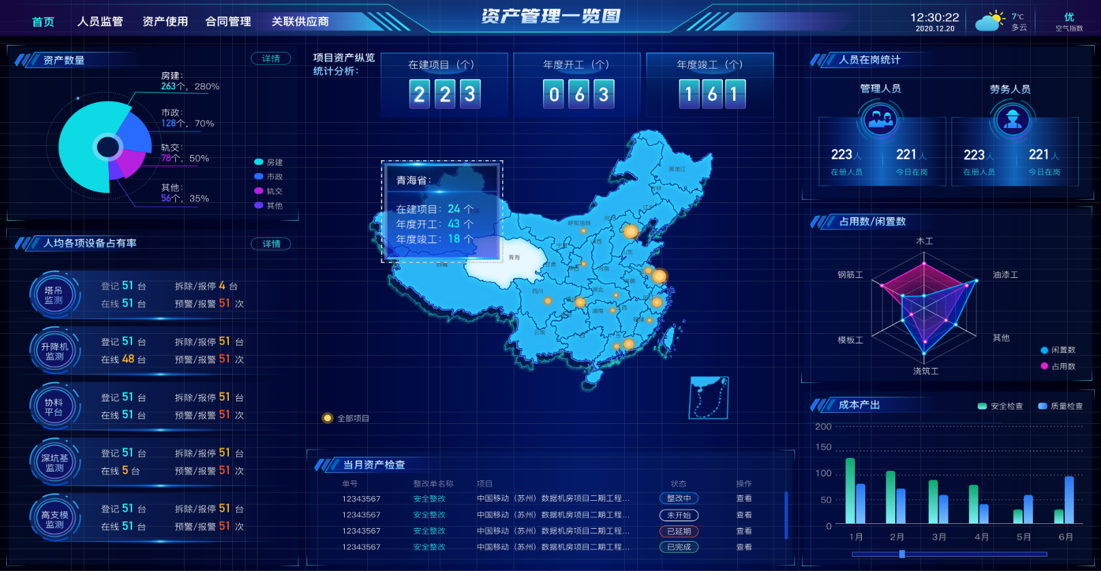 首页 人员监管 资产使用 合同管理 关联供应商
资产管理一览图
12:30:22
2020.12.20
7℃
多云
优
空气指数
资产数量
详情
房建:
263个, 280%
市政:
128个, 70%
轨交:
78个, 50%
其他:
56个, 35%
房建
市政
轨交
其他
人均各项设备占有率
详情
塔吊
监测
登记 51 台 拆除/报停 4 台
在线 51 台 预警/报警 51 次
升降机
监测
登记 51 台 拆除/报停 51 台
在线 48 台 预警/报警 51 次
协料
平台
登记 51 台 拆除/报停 51 台
在线 51 台 预警/报警 51 次
深坑基
监测
登记 51 台 拆除/报停 51 台
在线 5 台 预警/报警 51 次
高支模
监测
登记 51 台 拆除/报停 51 台
在线 51 台 预警/报警 51 次
项目资产纵览
统计分析:
在建项目（个）
223
年度开工（个）
063
年度竣工（个）
161
青海省:
在建项目: 24 个
年度开工: 43 个
年度竣工: 18 个
黑龙江
青海
四川
云南
湖南
全部项目
当月资产检查
单号 整改单名称 项目 状态 操作
12343567 安全整改 中国移动（苏州）数据机房项目二期工程... 整改中 查看
12343567 安全整改 中国移动（苏州）数据机房项目二期工程... 未开始 查看
12343567 安全整改 中国移动（苏州）数据机房项目二期工程... 已延期 查看
12343567 安全整改 中国移动（苏州）数据机房项目二期工程... 已完成 查看
人员在岗统计
管理人员
劳务人员
223人 221人
在册人员 今日在岗
223人 221人
在册人员 今日在岗
占用数/闲置数
木工
钢筋工
油漆工
模板工
其他
浇筑工
闲置数
占用数
成本产出
安全检查 质量检查
200
150
100
50
0
1月 2月 3月 4月 5月 6月